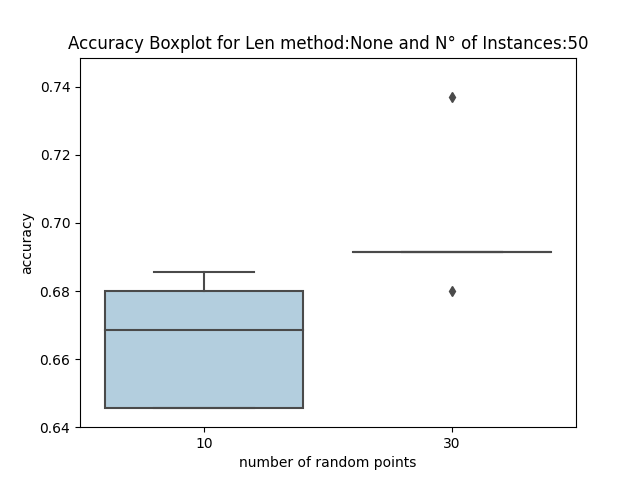 Accuracy Boxplot for Len method:None and N° of Instances:50
0.74
0.72
0.70
0.68
0.66
0.64
accuracy
10 30
number of random points